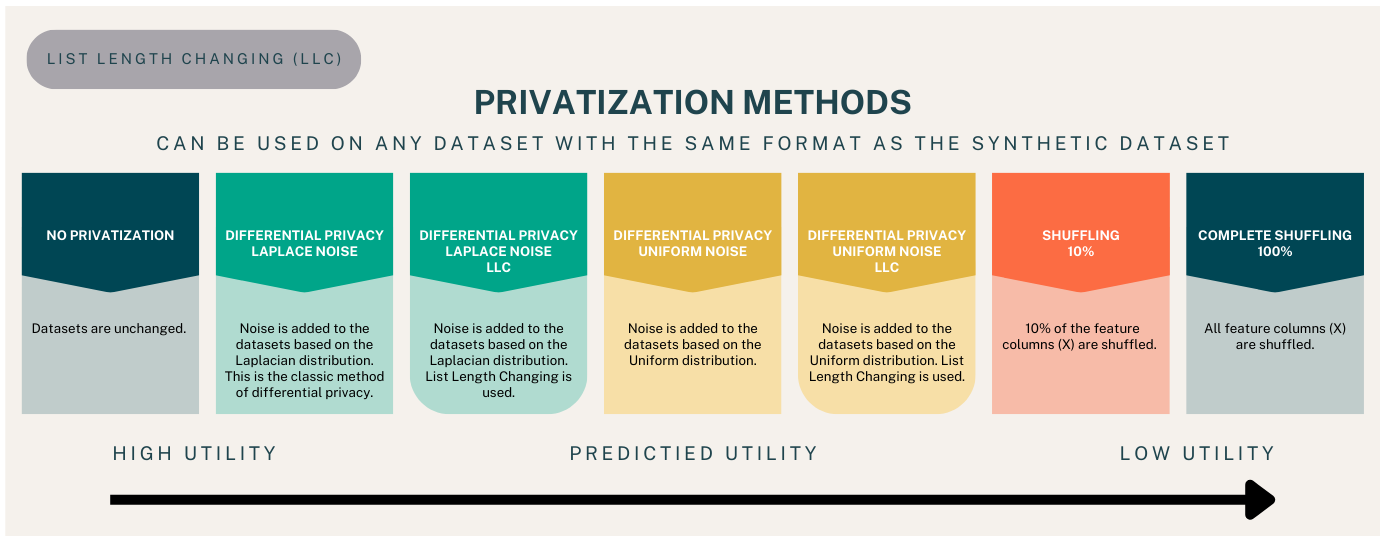 LIST LENGTH CHANGING (LLC)
PRIVATIZATION METHODS
CAN BE USED ON ANY DATASET WITH THE SAME FORMAT AS THE SYNTHETIC DATASET
NO PRIVATIZATION
Datasets are unchanged.
DIFFERENTIAL PRIVACY
LAPLACE NOISE
Noise is added to the
datasets based on the
Laplacian distribution.
This is the classic method
of differential privacy.
DIFFERENTIAL PRIVACY
LAPLACE NOISE
LLC
Noise is added to the
datasets based on the
Laplacian distribution.
List Length Changing is
used.
DIFFERENTIAL PRIVACY
UNIFORM NOISE
Noise is added to the
datasets based on the
Uniform distribution.
DIFFERENTIAL PRIVACY
UNIFORM NOISE
LLC
Noise is added to the
datasets based on the
Uniform distribution. List
Length Changing is used.
SHUFFLING
10%
10% of the feature
columns (X) are shuffled.
COMPLETE SHUFFLING
100%
All feature columns (X)
are shuffled.
HIGH UTILITY
PREDICTIED UTILITY
LOW UTILITY